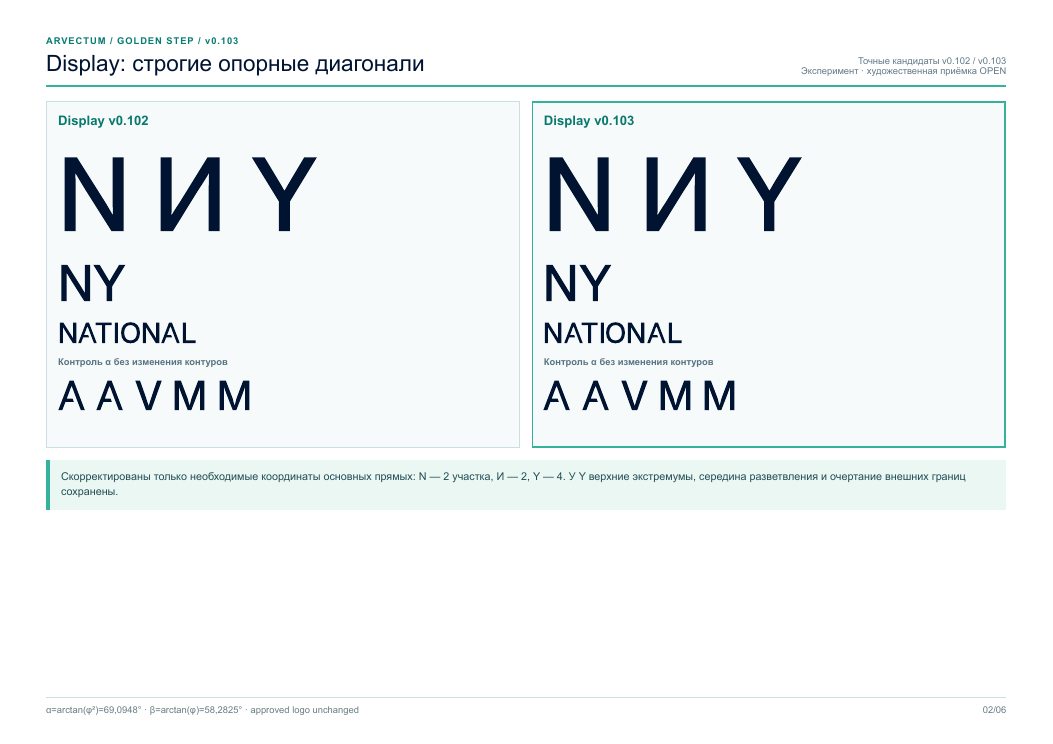 ARVECTUM / GOLDEN STEP / v0.103
Display: строгие опорные диагонали
Точные кандидаты v0.102 / v0.103
Эксперимент · художественная приёмка OPEN
Display v0.102
N И Y
NY
NATIONAL
Контроль α без изменения контуров
A A V M M
Display v0.103
N И Y
NY
NATIONAL
Контроль α без изменения контуров
A A V M M
Скорректированы только необходимые координаты основных прямых: N — 2 участка, И — 2, Y — 4. У Y верхние экстремумы, середина разветвления и очертание внешних границ
сохранены.
α=arctan(φ²)=69,0948° · β=arctan(φ)=58,2825° · approved logo unchanged
02/06